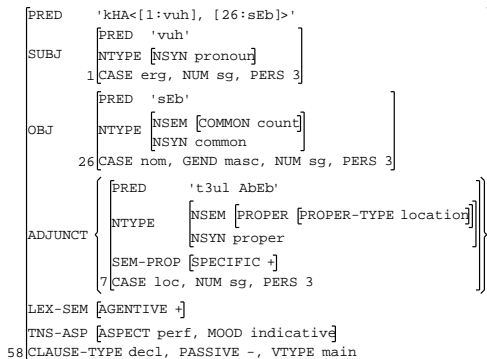 PRED 'kHA<[1:vuh], [26:sEb]>'
PRED 'vuh'
SUBJ NTYPE [NSYN pronoun]
1 CASE erg, NUM sg, PERS 3
PRED 'sEb'
OBJ NTYPE [NSEM [COMMON count]
NSYN common]
26 CASE nom, GEND masc, NUM sg, PERS 3
PRED 't3ul AbEb'
NTYPE [NSEM [PROPER [PROPER-TYPE location]]
ADJUNCT NSYN proper]
SEM-PROP [SPECIFIC +]
7 CASE loc, NUM sg, PERS 3
LEX-SEM [AGENTIVE +]
TNS-ASP [ASPECT perf, MOOD indicative]
58 CLAUSE-TYPE decl, PASSIVE -, VTYPE main